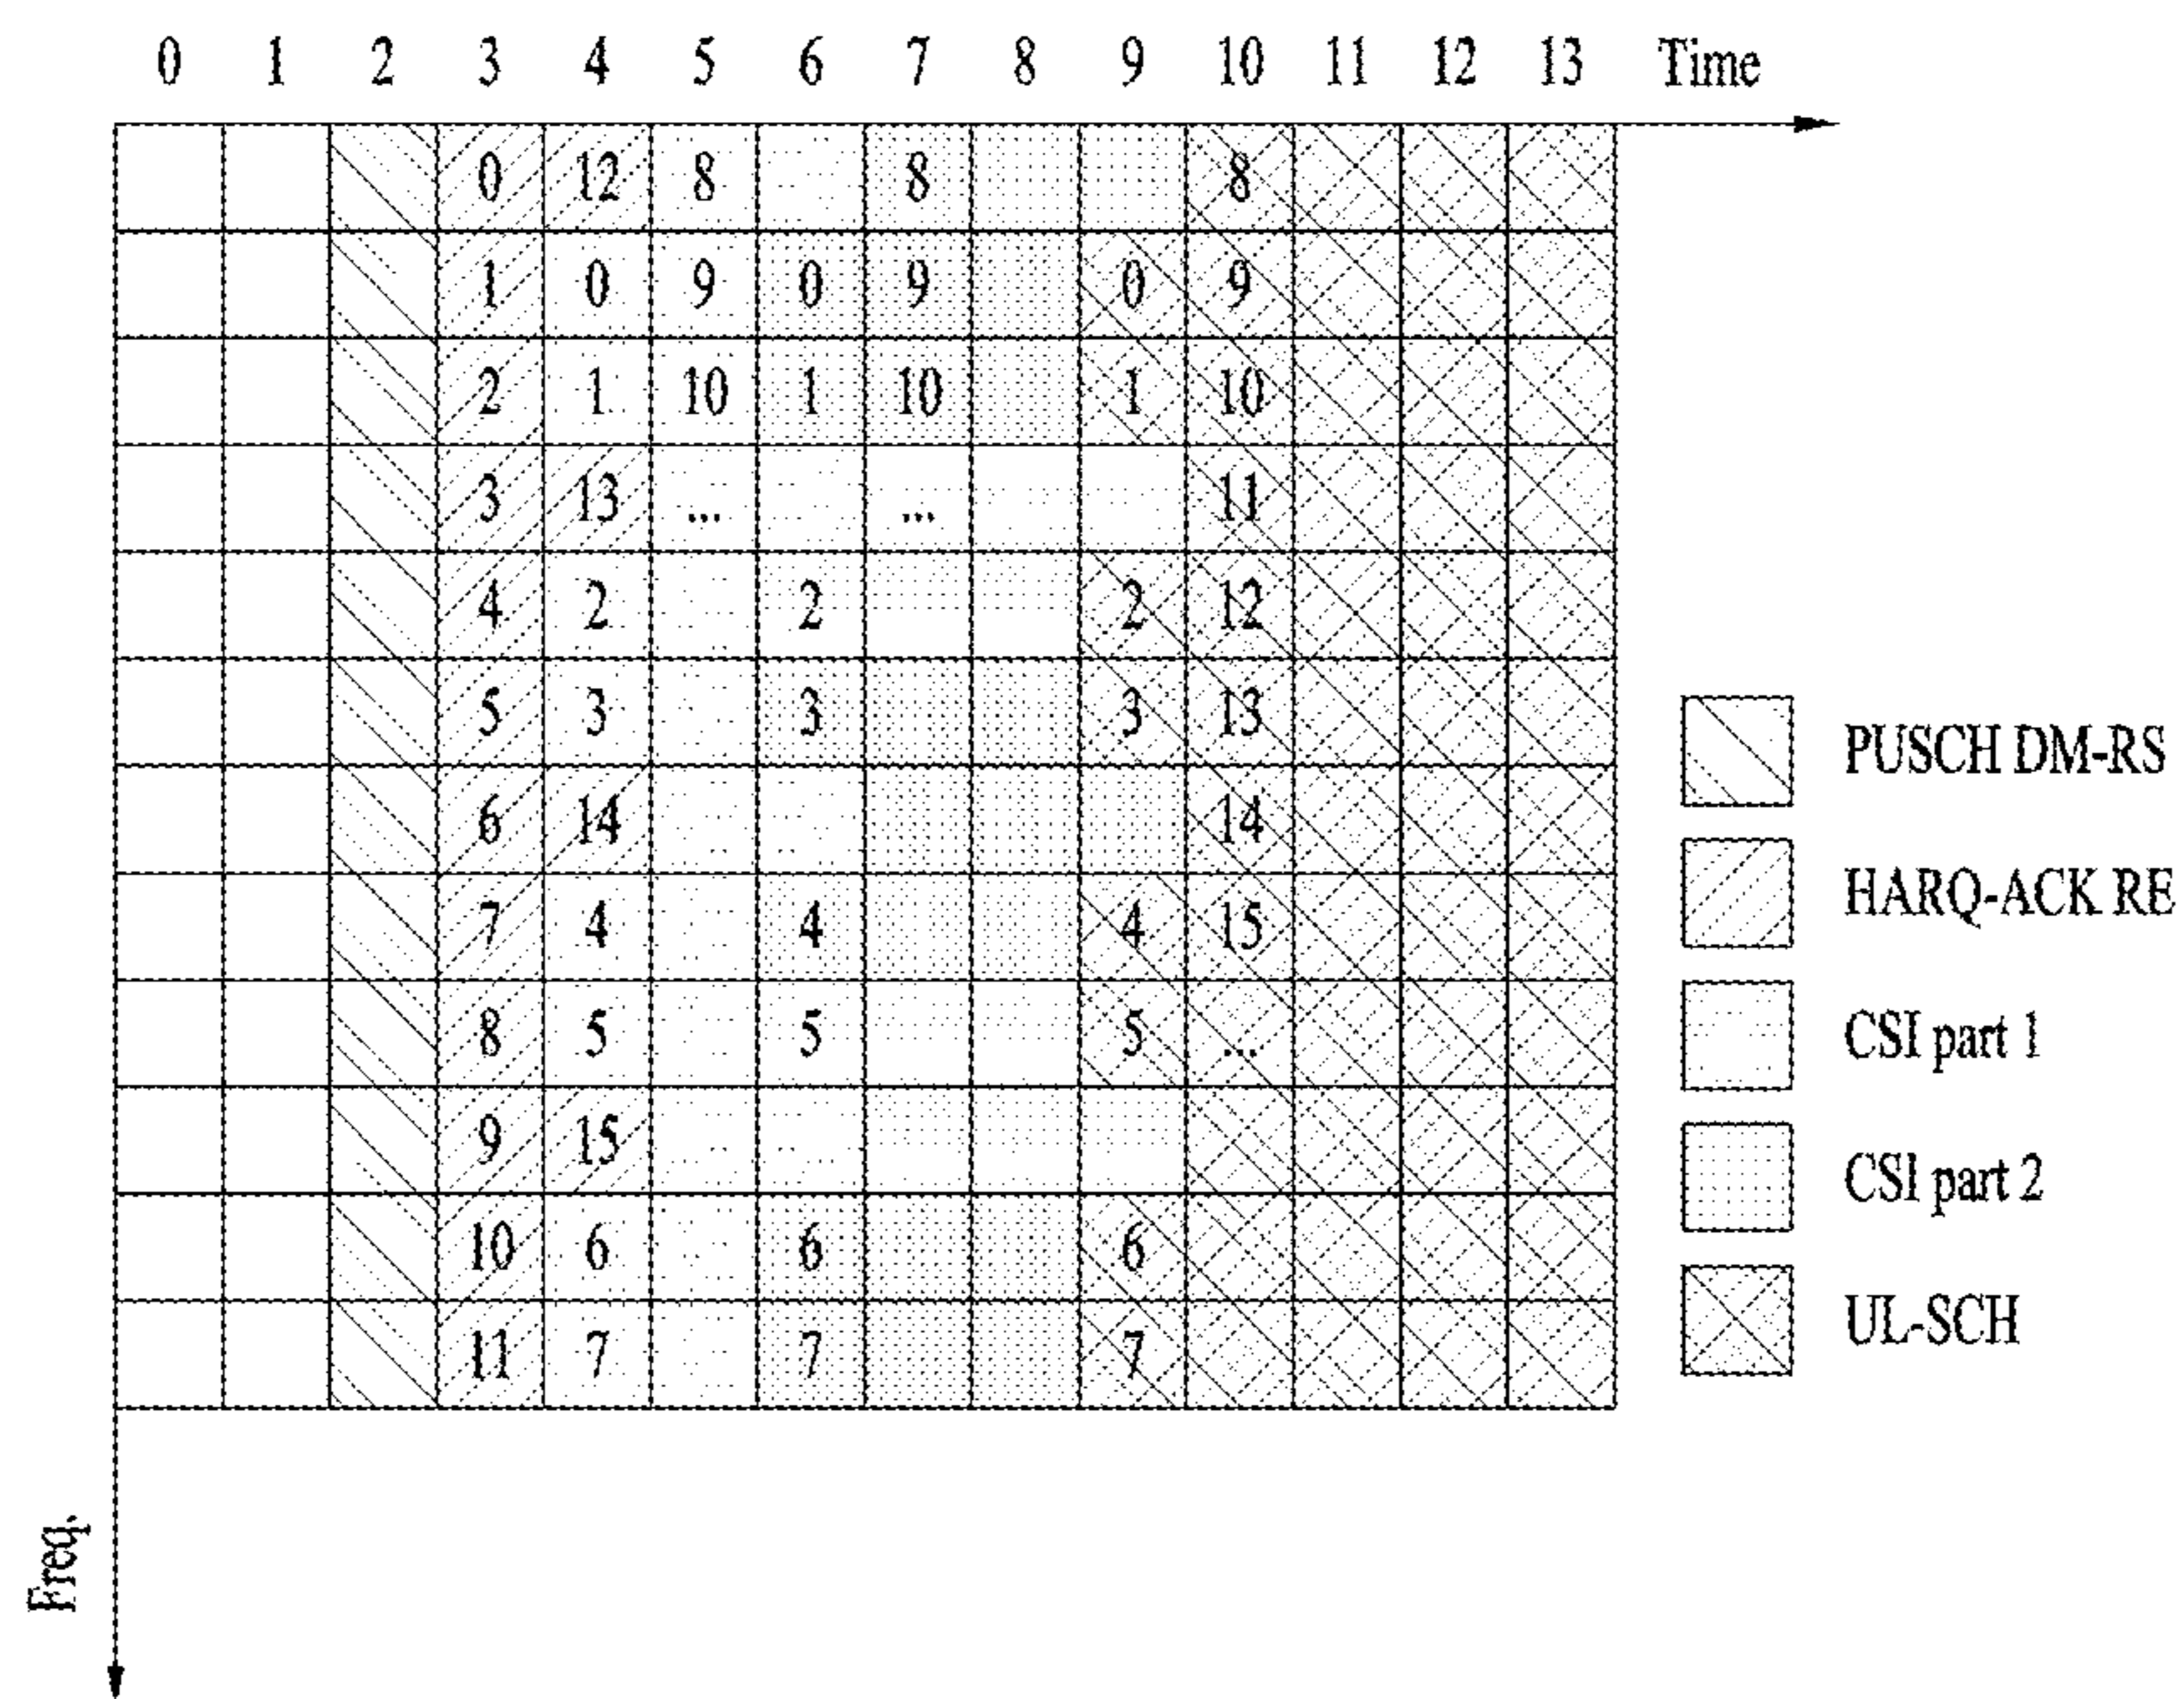 0 1 2 3 4 5 6 7 8 9 10 11 12 13 Time
0 12 8 8 8
1 0 9 0 9 0 9
2 1 10 1 10 1 10
3 13 ... ... 11
4 2 2 2 12
5 3 3 3 13
6 14 14
7 4 4 4 15
8 5 5 5 ...
9 15
10 6 6 6
11 7 7 7
PUSCH DM-RS
HARQ-ACK RE
CSI part 1
CSI part 2
UL-SCH
Freq.